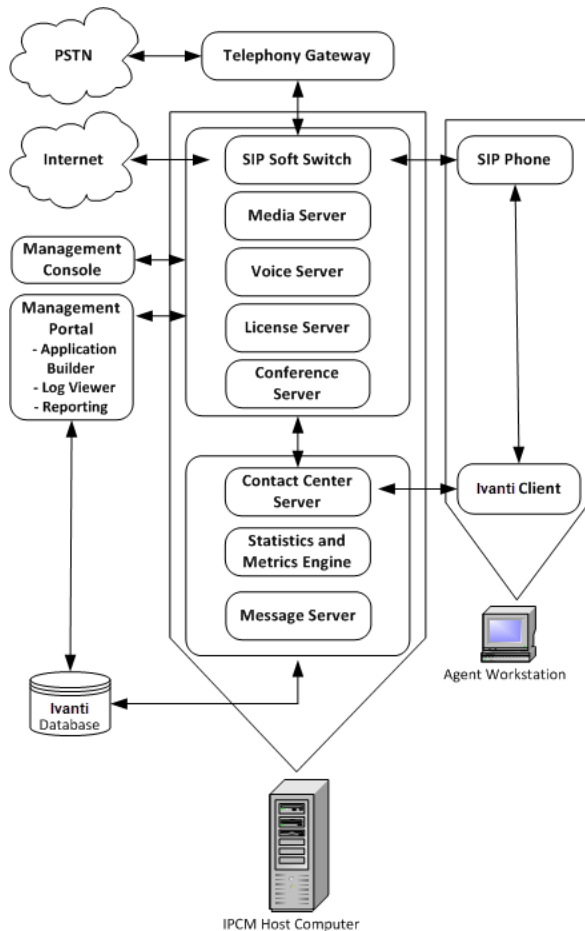 PSTN
Telephony Gateway
Internet
SIP Soft Switch
SIP Phone
Media Server
Management
Console
Voice Server
Management
Portal
- Application
Builder
- Log Viewer
- Reporting
License Server
Conference
Server
Contact Center
Server
Ivanti Client
Statistics and
Metrics Engine
Message Server
Agent Workstation
Ivanti
Database
IPCM Host Computer